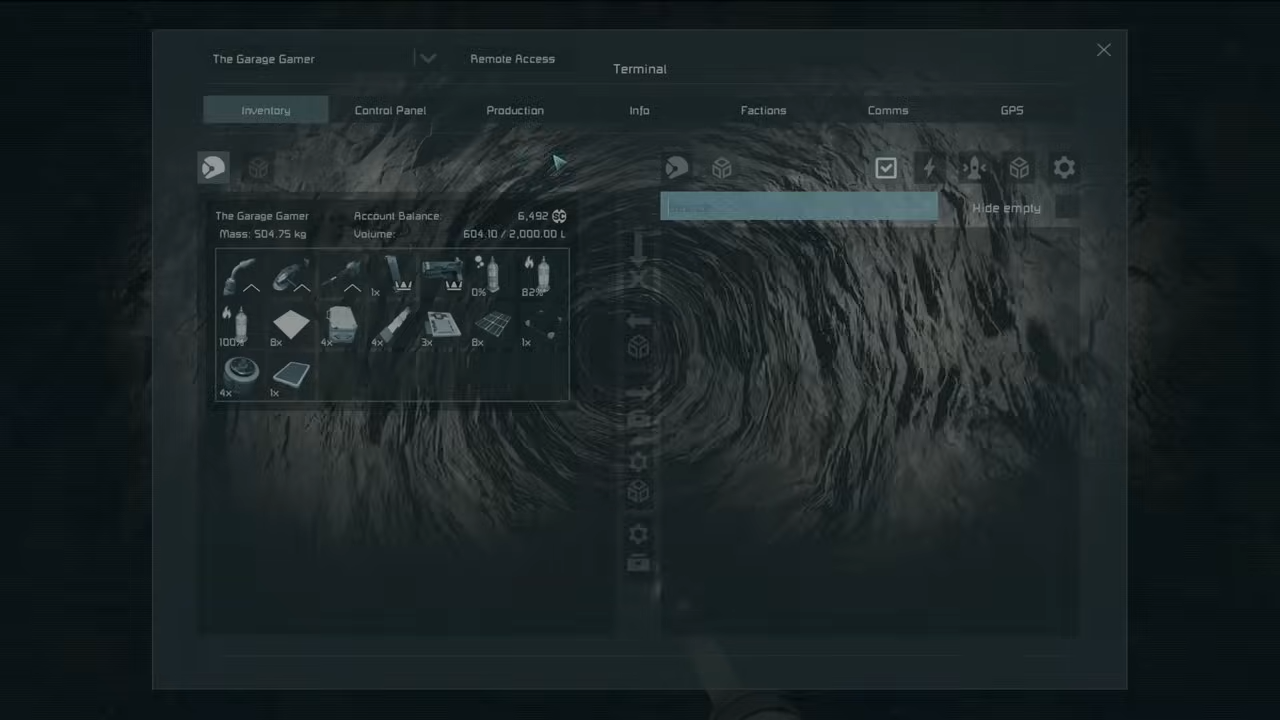 The Garage Gamer
Remote Access
Terminal
Inventory
Control Panel
Production
Info
Factions
Comms
GPS
The Garage Gamer
Account Balance:
6,492
Mass: 504.75 kg
Volume:
604.10 / 2,000.00 L
Hide empty
1x
0%
82%
100%
8x
4x
4x
3x
8x
1x
4x
1x